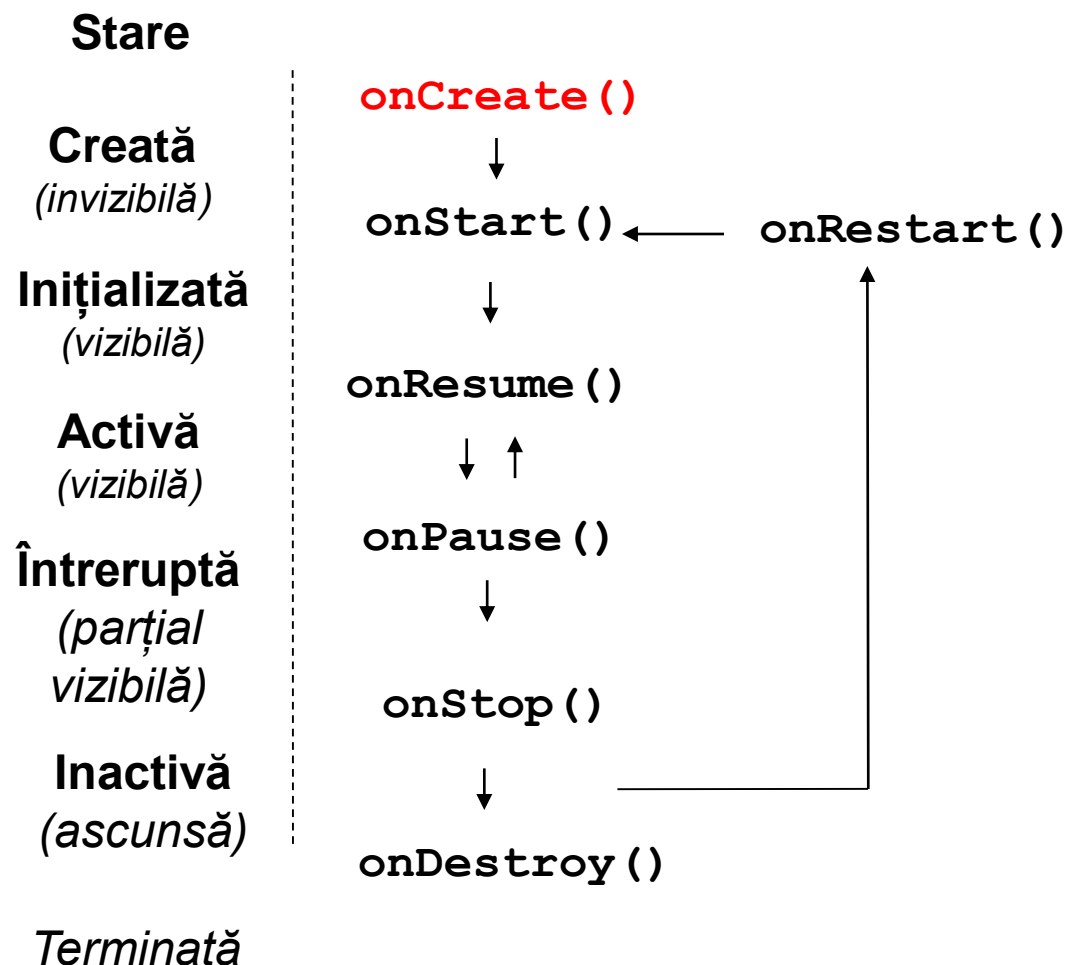 Stare
onCreate()
Creată
(invizibilă)
onStart()
onRestart()
Inițializată
(vizibilă)
onResume()
Activă
(vizibilă)
onPause()
Întreruptă
(parțial
vizibilă)
onStop()
Inactivă
(ascunsă)
onDestroy()
Terminată